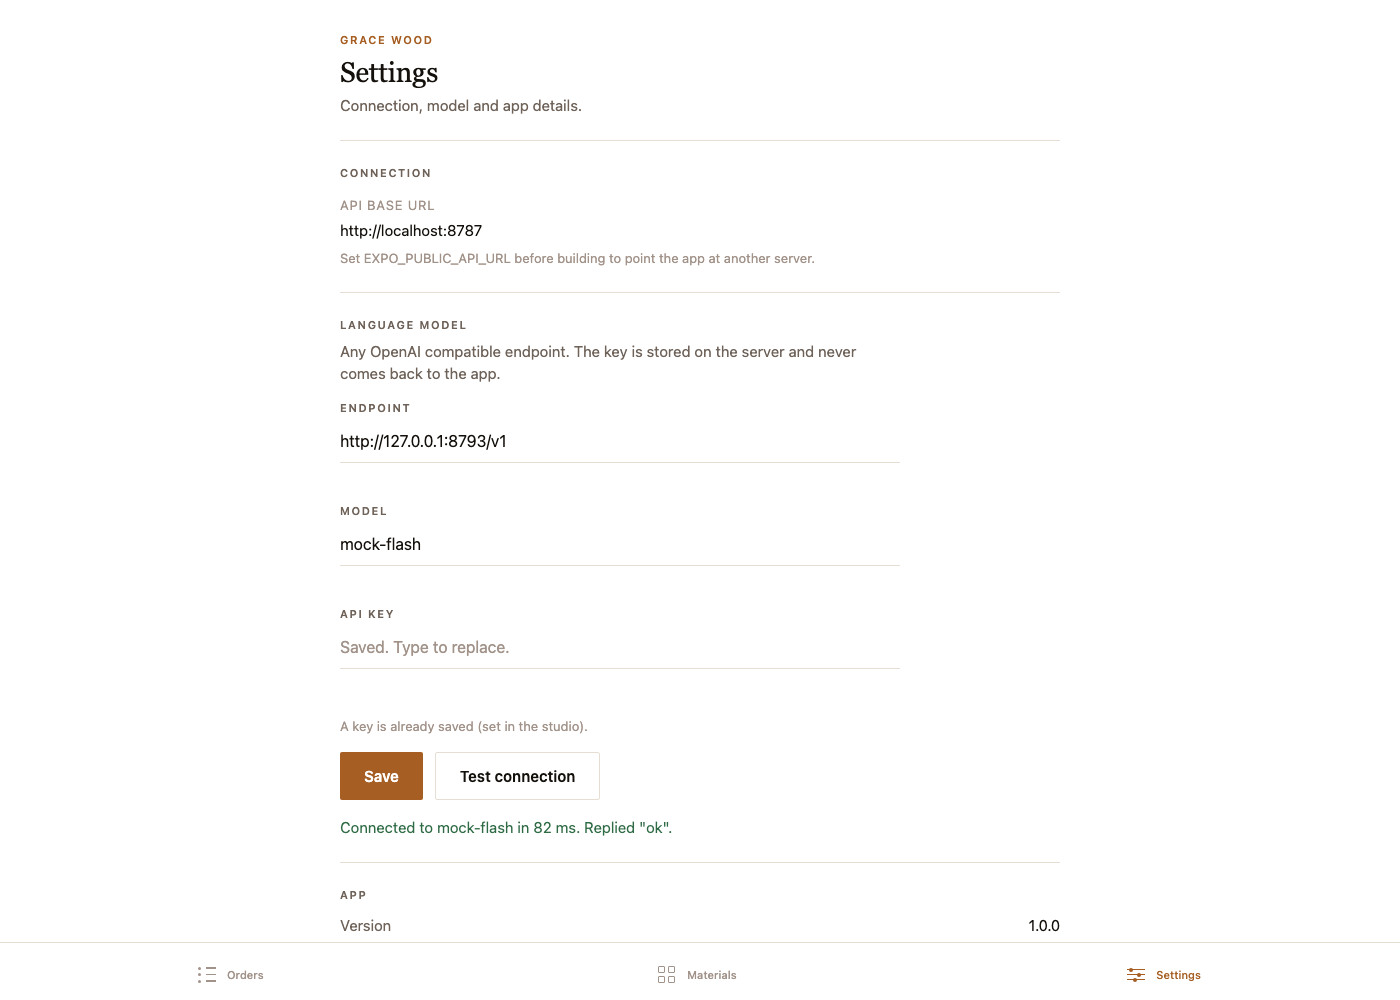 GRACE WOOD
Settings
Connection, model and app details.
CONNECTION
API BASE URL
http://localhost:8787
Set EXPO_PUBLIC_API_URL before building to point the app at another server.
LANGUAGE MODEL
Any OpenAI compatible endpoint. The key is stored on the server and never
comes back to the app.
ENDPOINT
http://127.0.0.1:8793/v1
MODEL
mock-flash
API KEY
Saved. Type to replace.
A key is already saved (set in the studio).
Save
Test connection
Connected to mock-flash in 82 ms. Replied "ok".
APP
Version 1.0.0
Orders
Materials
Settings